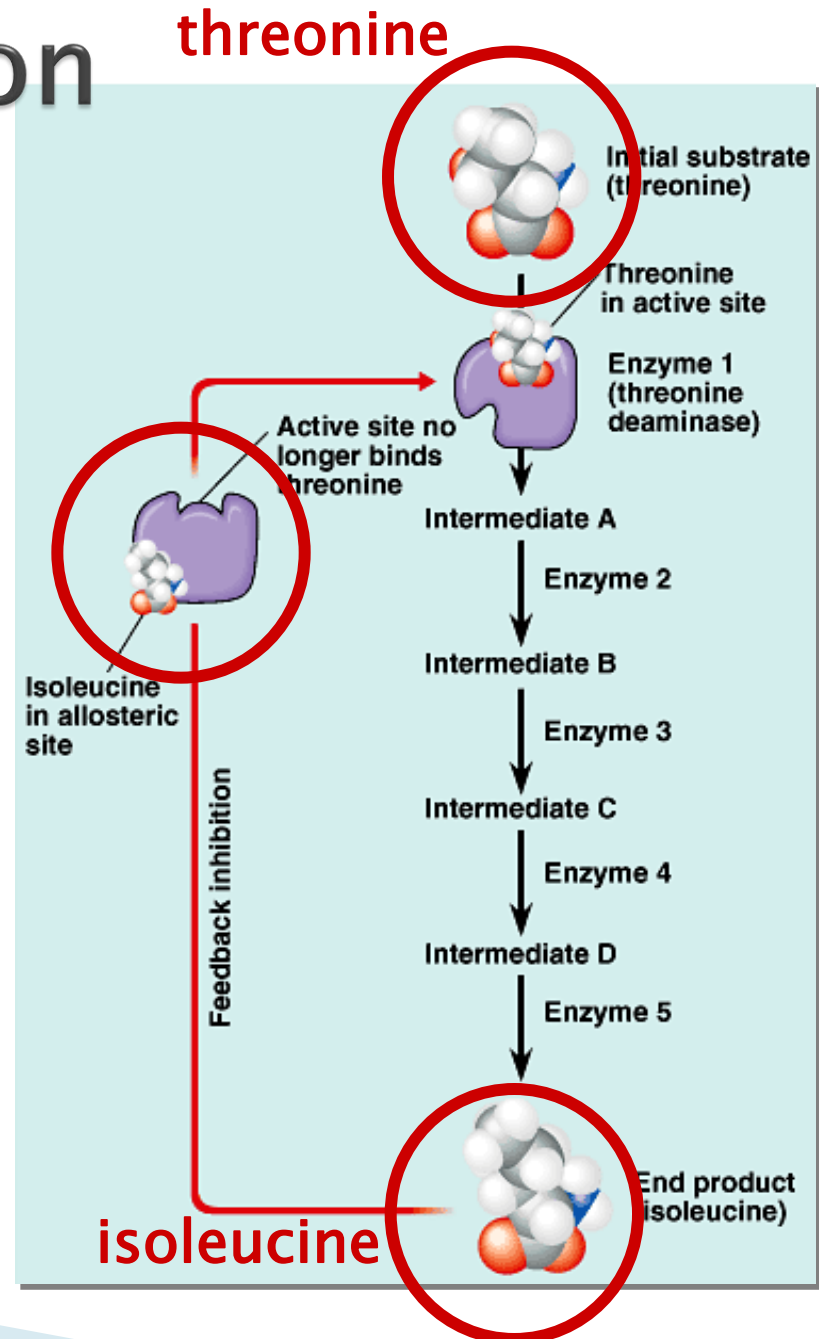 threonine
on
Initial substrate
(threonine)
Threonine
in active site
Enzyme 1
(threonine
deaminase)
Active site no
longer binds
threonine
Intermediate A
Enzyme 2
Intermediate B
Isoleucine
in allosteric
site
Enzyme 3
Intermediate C
Feedback inhibition
Enzyme 4
Intermediate D
Enzyme 5
End product
(isoleucine)
isoleucine